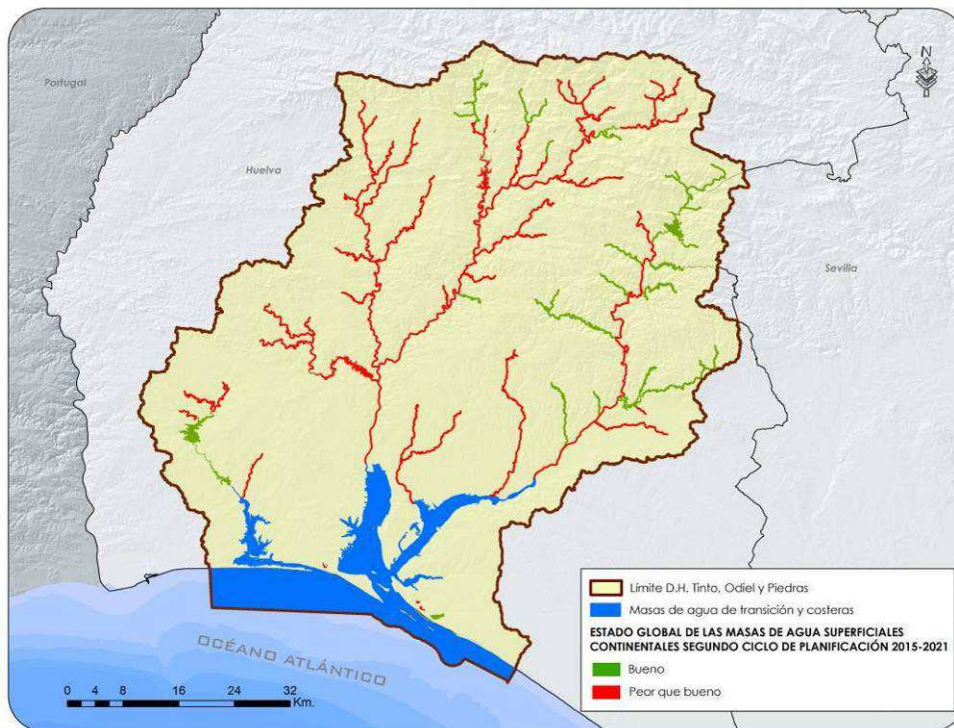 Portugal
N
Huelva
Sevilla
OCÉANO ATLÁNTICO
0 4 8 16 24 32
Km.
Límite D.H. Tinto, Odiel y Piedras
Masas de agua de transición y costeras
ESTADO GLOBAL DE LAS MASAS DE AGUA SUPERFICIALES
CONTINENTALES SEGUNDO CICLO DE PLANIFICACIÓN 2015-2021
Bueno
Peor que bueno